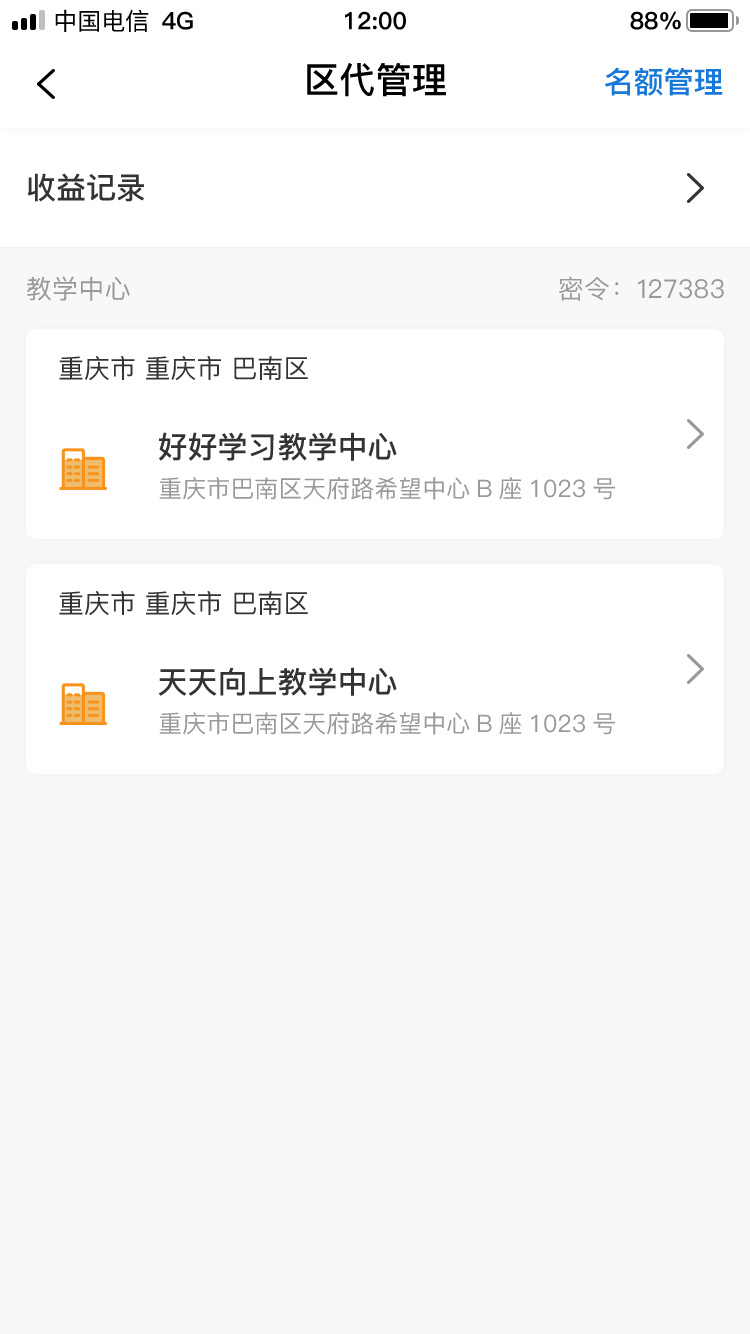 中国电信 4G 12:00 88%
区代管理 名额管理
收益记录
教学中心 密令：127383
重庆市 重庆市 巴南区
好好学习教学中心
重庆市巴南区天府路希望中心 B 座 1023 号
重庆市 重庆市 巴南区
天天向上教学中心
重庆市巴南区天府路希望中心 B 座 1023 号